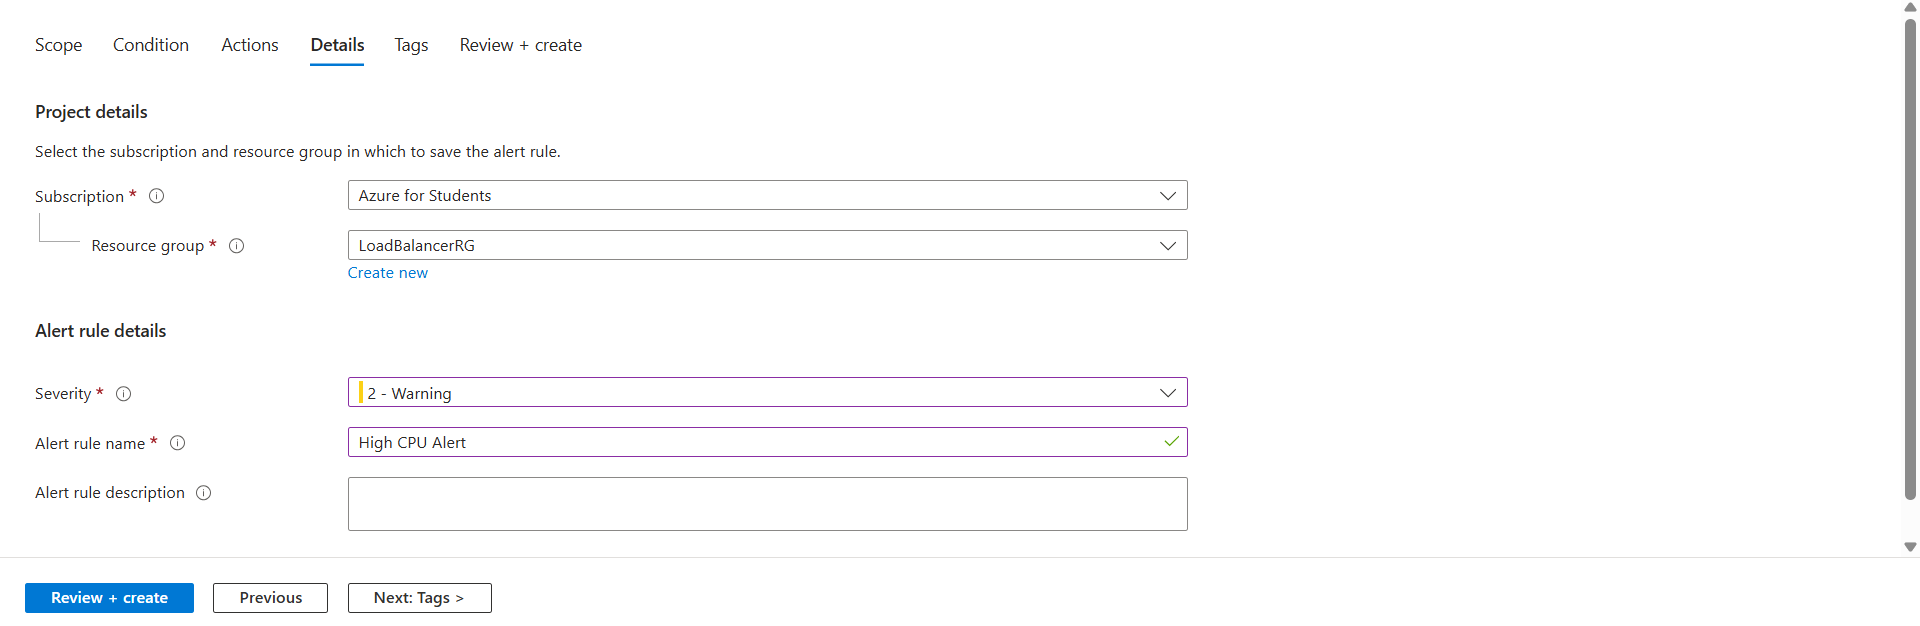 Scope Condition Actions Details Tags Review + create
Project details
Select the subscription and resource group in which to save the alert rule.
Subscription * Azure for Students
Resource group * LoadBalancerRG
Create new
Alert rule details
Severity * 2 - Warning
Alert rule name * High CPU Alert
Alert rule description
Review + create Previous Next: Tags >